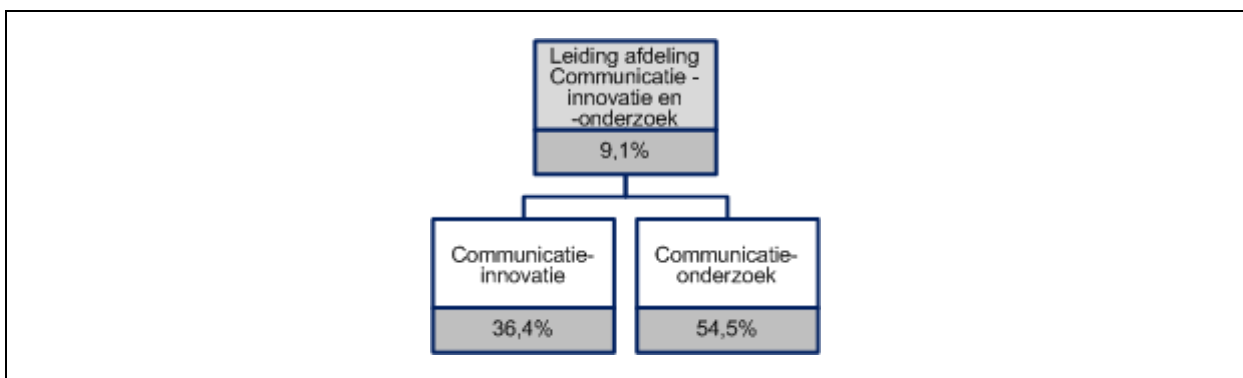 Leiding afdeling
Communicatie -
innovatie en
-onderzoek
9,1%
Communicatie-
innovatie
36,4%
Communicatie-
onderzoek
54,5%